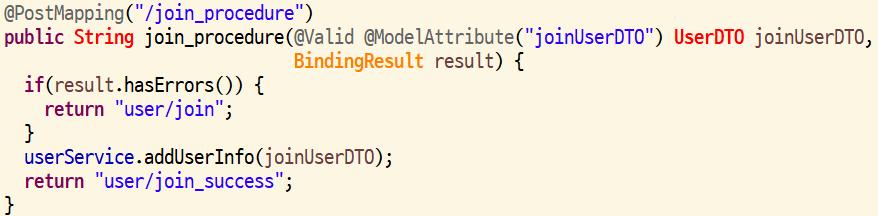 @PostMapping("/join_procedure")
public String join_procedure(@Valid @ModelAttribute("joinUserDTO") UserDTO joinUserDTO,
BindingResult result) {
if(result.hasErrors()) {
return "user/join";
}
userService.addUserInfo(joinUserDTO);
return "user/join_success";
}